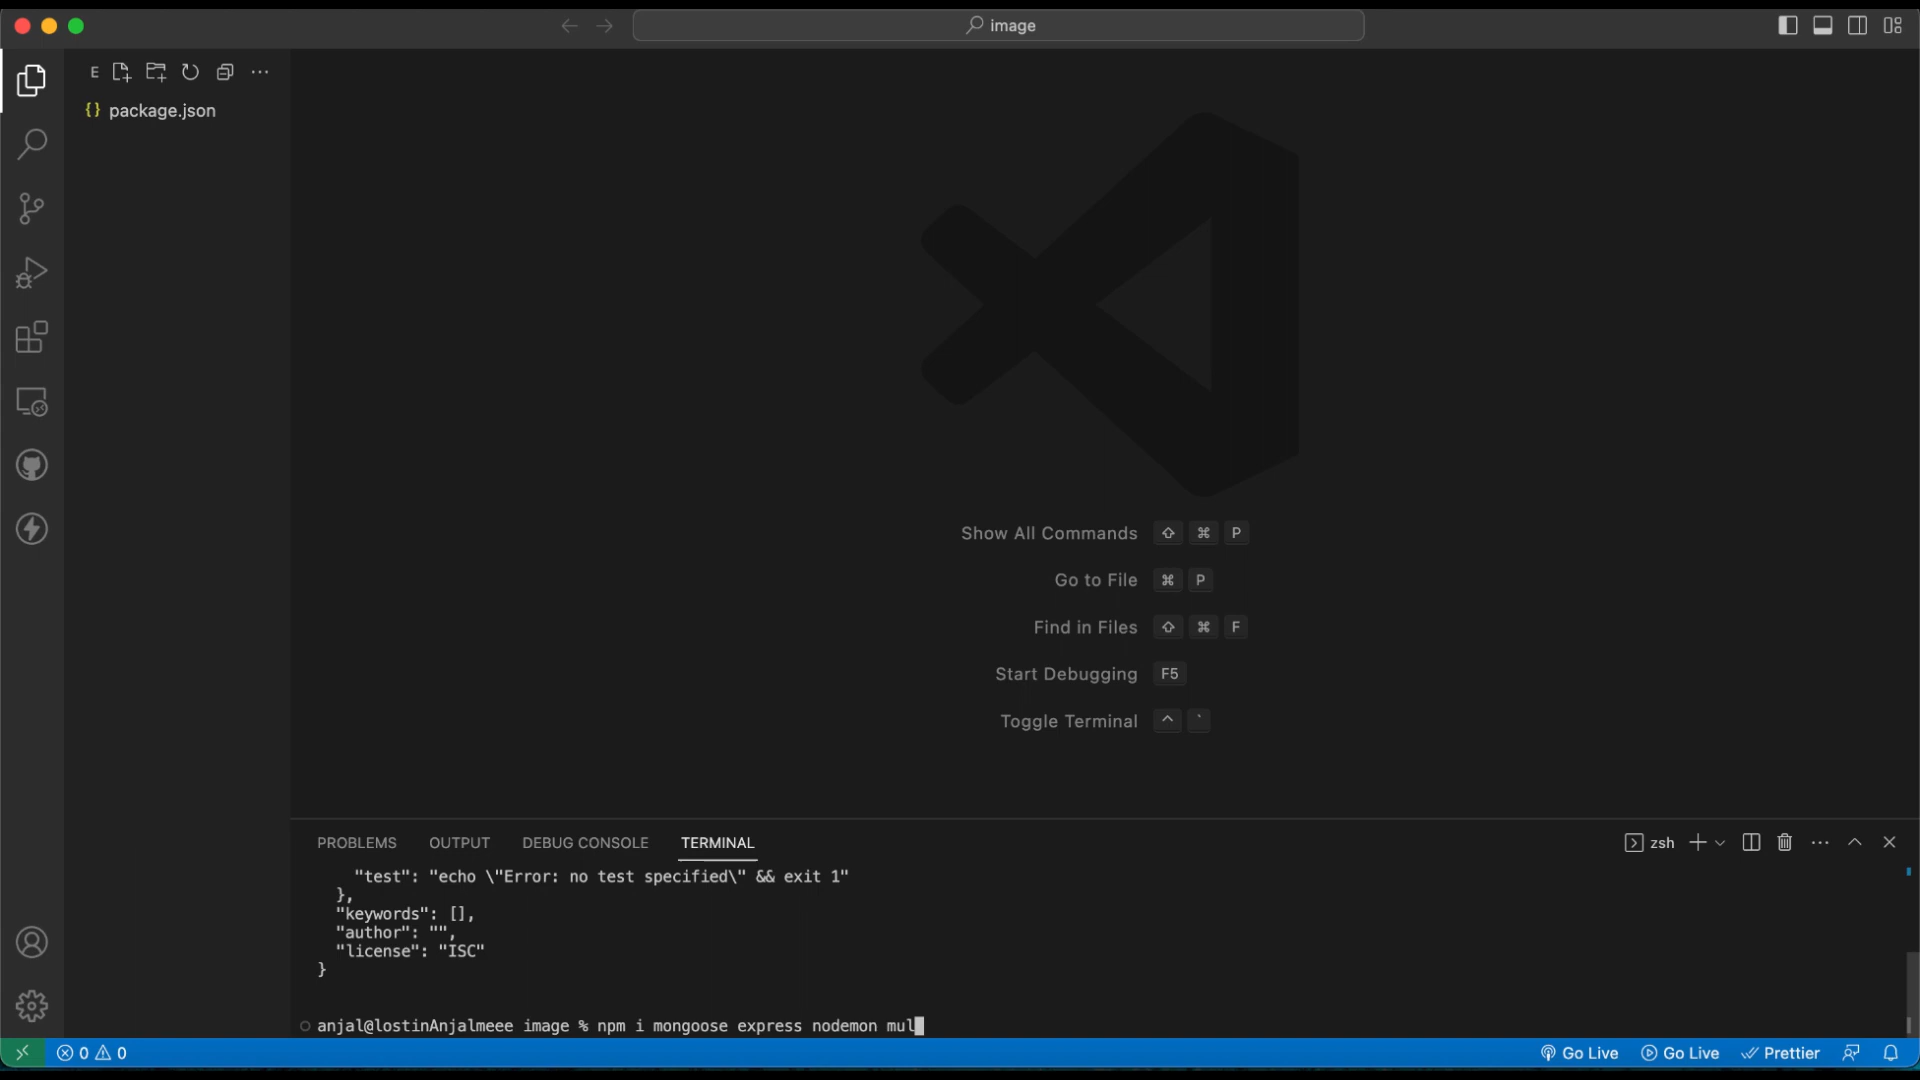 image
E
{} package.json
Show All Commands ⇧ ⌘ P
Go to File ⌘ P
Find in Files ⇧ ⌘ F
Start Debugging F5
Toggle Terminal ^ `
PROBLEMS OUTPUT DEBUG CONSOLE TERMINAL
zsh
"test": "echo \"Error: no test specified\" && exit 1"
},
"keywords": [],
"author": "",
"license": "ISC"
}
anjal@lostinAnjalmeee image % npm i mongoose express nodemon mul
0 0
Go Live Go Live Prettier